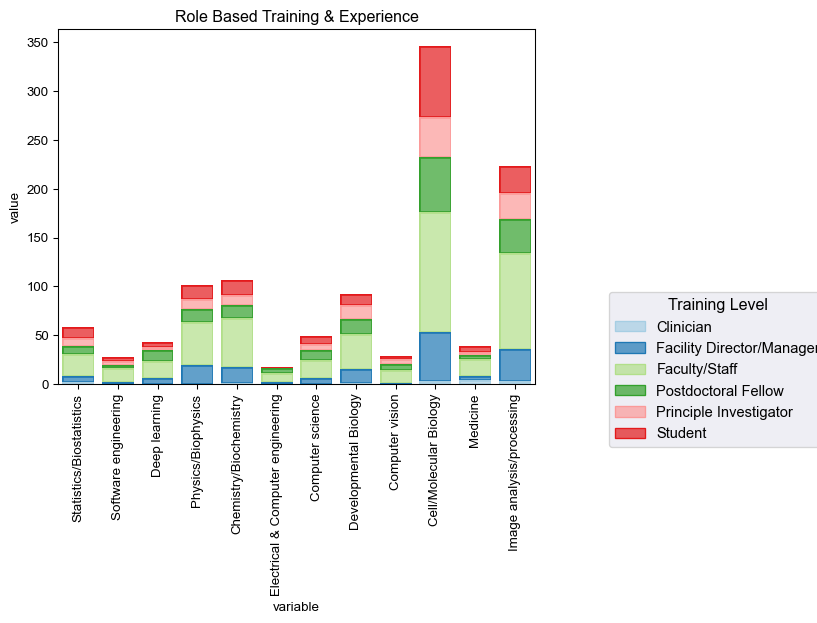 Role Based Training & Experience
350
300
250
200
150
100
50
0
value
Statistics/Biostatistics
Software engineering
Deep learning
Physics/Biophysics
Chemistry/Biochemistry
Electrical & Computer engineering
Computer science
Developmental Biology
Computer vision
Cell/Molecular Biology
Medicine
Image analysis/processing
variable
Training Level
Clinician
Facility Director/Manager
Faculty/Staff
Postdoctoral Fellow
Principle Investigator
Student